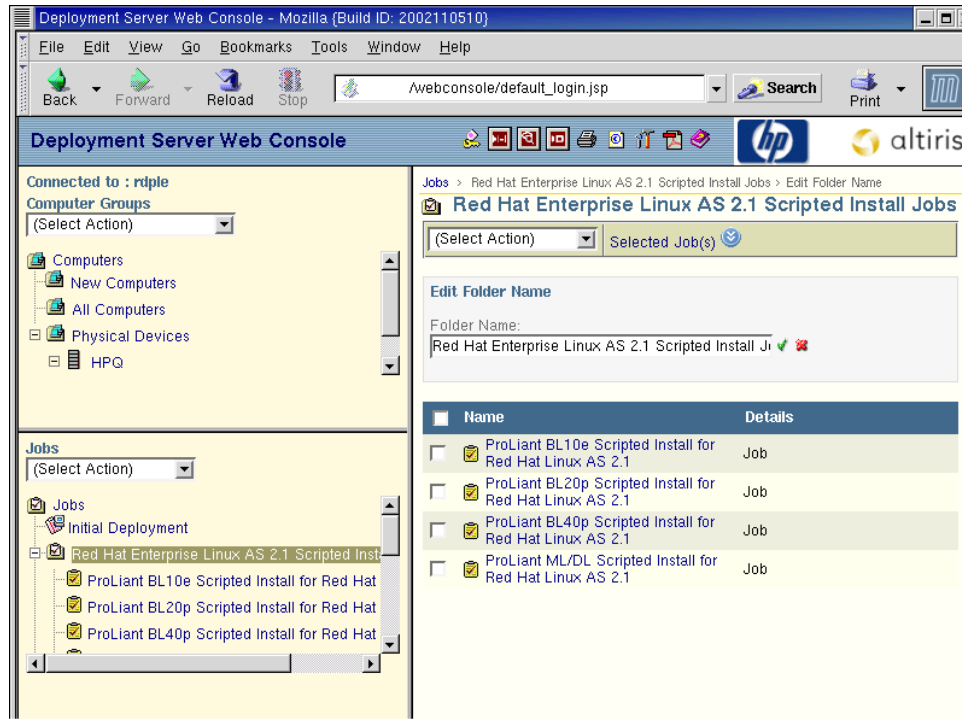 Deployment Server Web Console - Mozilla {Build ID: 2002110510}
File Edit View Go Bookmarks Tools Window Help
Back Forward Reload Stop /webconsole/default_login.jsp Search Print
Deployment Server Web Console
hp altiris
Connected to : rdple
Computer Groups
(Select Action)
Computers
New Computers
All Computers
Physical Devices
HPQ
Jobs
(Select Action)
Jobs
Initial Deployment
Red Hat Enterprise Linux AS 2.1 Scripted Inst
ProLiant BL10e Scripted Install for Red Hat
ProLiant BL20p Scripted Install for Red Hat
ProLiant BL40p Scripted Install for Red Hat
Jobs > Red Hat Enterprise Linux AS 2.1 Scripted Install Jobs > Edit Folder Name
Red Hat Enterprise Linux AS 2.1 Scripted Install Jobs
(Select Action) Selected Job(s)
Edit Folder Name
Folder Name:
Red Hat Enterprise Linux AS 2.1 Scripted Install
Name Details
ProLiant BL10e Scripted Install for
Red Hat Linux AS 2.1
Job
ProLiant BL20p Scripted Install for
Red Hat Linux AS 2.1
Job
ProLiant BL40p Scripted Install for
Red Hat Linux AS 2.1
Job
ProLiant ML/DL Scripted Install for
Red Hat Linux AS 2.1
Job